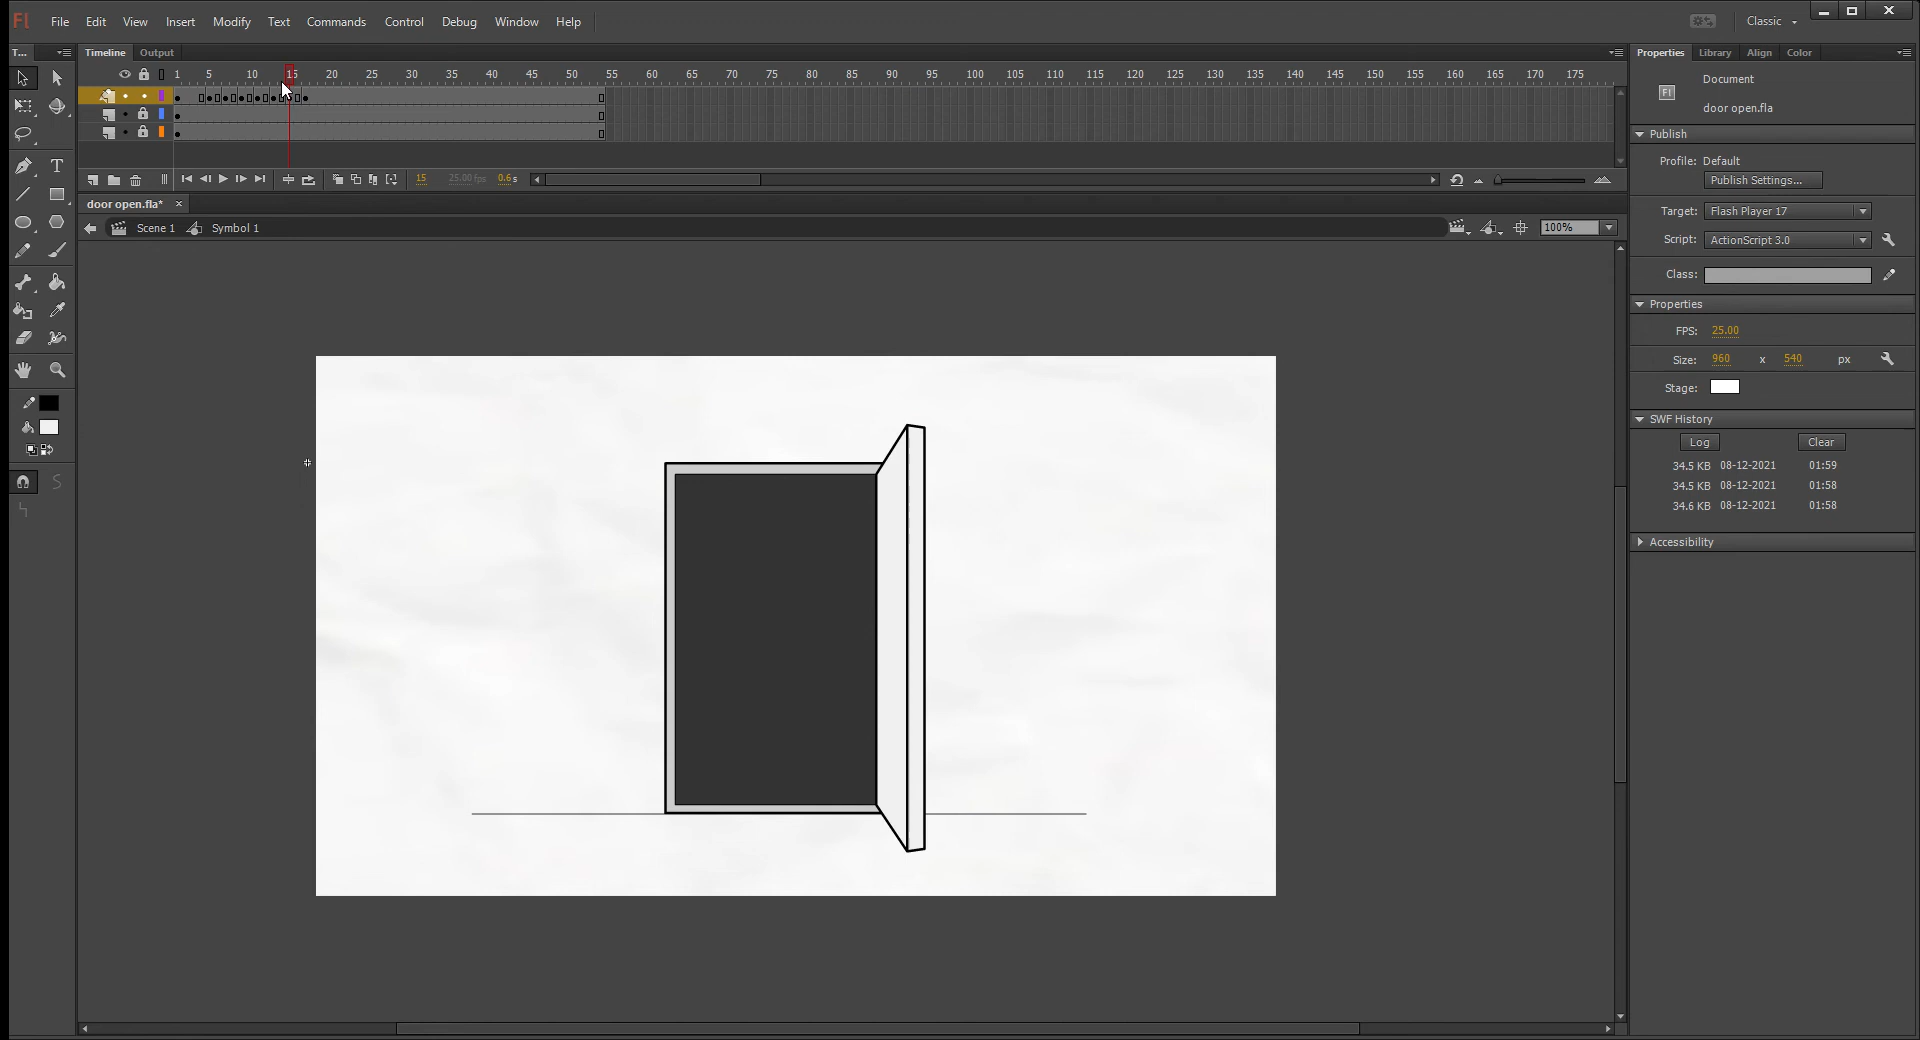 Fl File Edit View Insert Modify Text Commands Control Debug Window Help Classic
T... Timeline Output Properties Library Align Color
1 5 10 15 20 25 30 35 40 45 50 55 60 65 70 75 80 85 90 95 100 105 110 115 120 125 130 135 140 145 150 155 160 165 170 175
Document
Fl
door open.fla
Publish
Profile: Default
Publish Settings...
15 25.00 fps 0.6 s
door open.fla* ×
Target: Flash Player 17
Scene 1 Symbol 1 100%
Script: ActionScript 3.0
Class:
Properties
FPS: 25.00
Size: 960 x 540 px
Stage:
SWF History
Log Clear
34.5 KB 08-12-2021 01:59
34.5 KB 08-12-2021 01:58
34.6 KB 08-12-2021 01:58
Accessibility
T
S